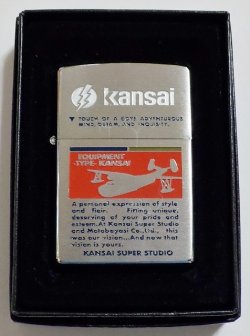 kansai
▼ TOUCH OF A BOYS ADVENTUROUS
MIND, DREAM, AND INQUISITY.
EQUIPMENT
-TYPE- KANSAI
A personal expression of style
and flair. Fitting unique,
deserving of your pride and
esteem. At Kansai Super Studio
and Matobayasi Co., Ltd., this
was our vision...And now that
vision is yours.
KANSAI SUPER STUDIO